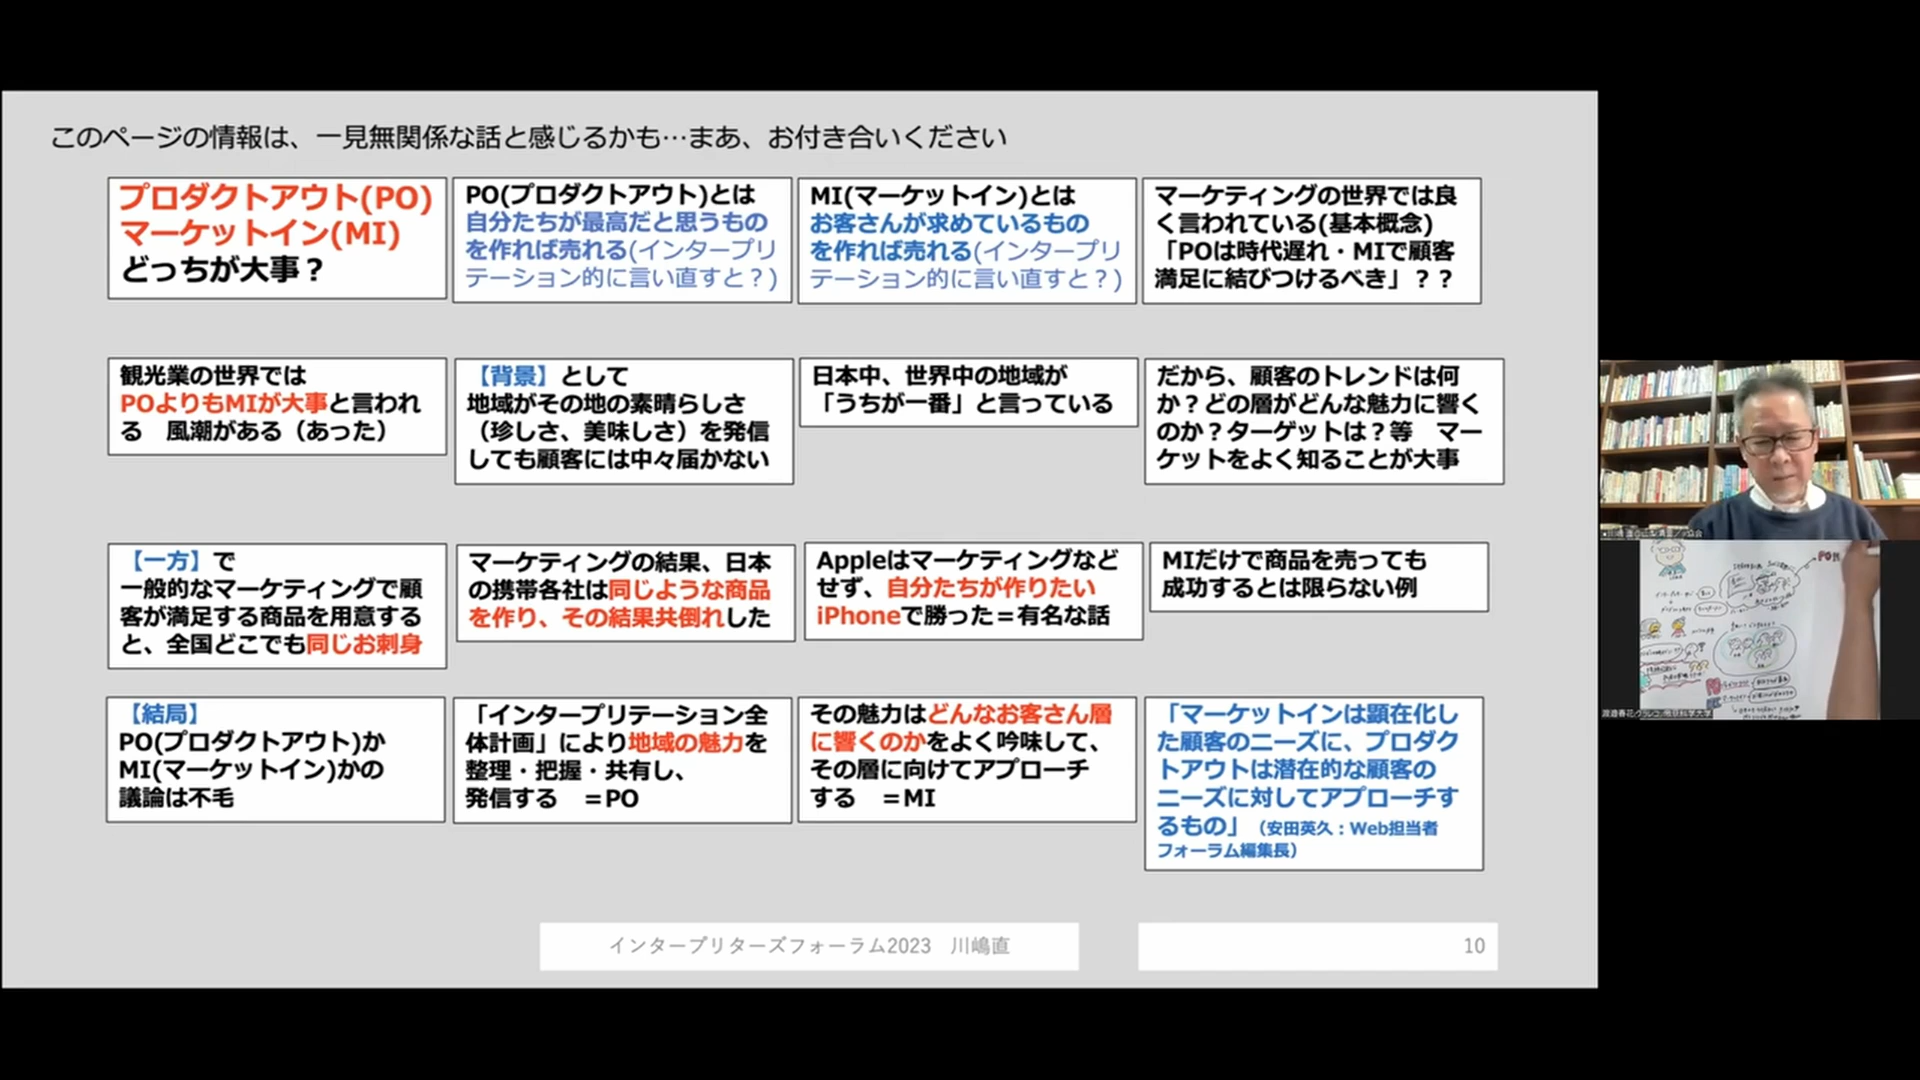 このページの情報は、一見無関係な話と感じるかも…まあ、お付き合いください
プロダクトアウト(PO)
マーケットイン(MI)
どっちが大事？
PO(プロダクトアウト)とは
自分たちが最高だと思うもの
を作れば売れる(インタープリ
テーション的に言い直すと？)
MI(マーケットイン)とは
お客さんが求めているもの
を作れば売れる(インタープリ
テーション的に言い直すと？)
マーケティングの世界では良
く言われている(基本概念)
「POは時代遅れ・MIで顧客
満足に結びつけるべき」？？
観光業の世界では
POよりもMIが大事と言われ
る　風潮がある（あった）
【背景】として
地域がその地の素晴らしさ
（珍しさ、美味しさ）を発信
しても顧客には中々届かない
日本中、世界中の地域が
「うちが一番」と言っている
だから、顧客のトレンドは何
か？どの層がどんな魅力に響く
のか？ターゲットは？等　マー
ケットをよく知ることが大事
【一方】で
一般的なマーケティングで顧
客が満足する商品を用意する
と、全国どこでも同じお刺身
マーケティングの結果、日本
の携帯各社は同じような商品
を作り、その結果共倒れした
Appleはマーケティングなど
せず、自分たちが作りたい
iPhoneで勝った＝有名な話
MIだけで商品を売っても
成功するとは限らない例
【結局】
PO(プロダクトアウト)か
MI(マーケットイン)かの
議論は不毛
「インタープリテーション全
体計画」により地域の魅力を
整理・把握・共有し、
発信する　＝PO
その魅力はどんなお客さん層
に響くのかをよく吟味して、
その層に向けてアプローチ
する　＝MI
「マーケットインは顕在化し
た顧客のニーズに、プロダク
トアウトは潜在的な顧客の
ニーズに対してアプローチす
るもの」（安田英久：Web担当者
フォーラム編集長）
インタープリターズフォーラム2023　川嶋直
10